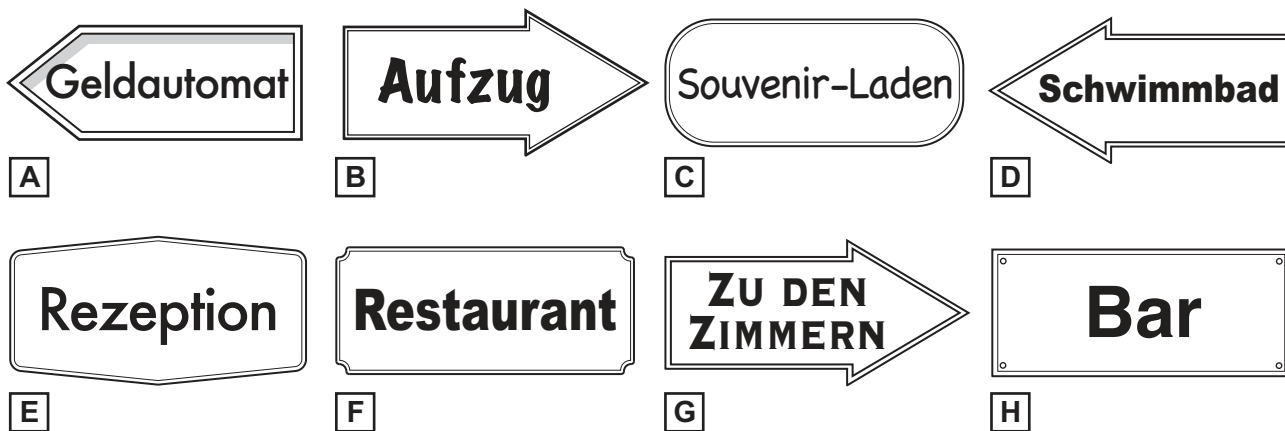 Geldautomat
Aufzug
Souvenir-Laden
Schwimmbad
A
B
C
D
Rezeption
Restaurant
ZU DEN
ZIMMERN
Bar
E
F
G
H